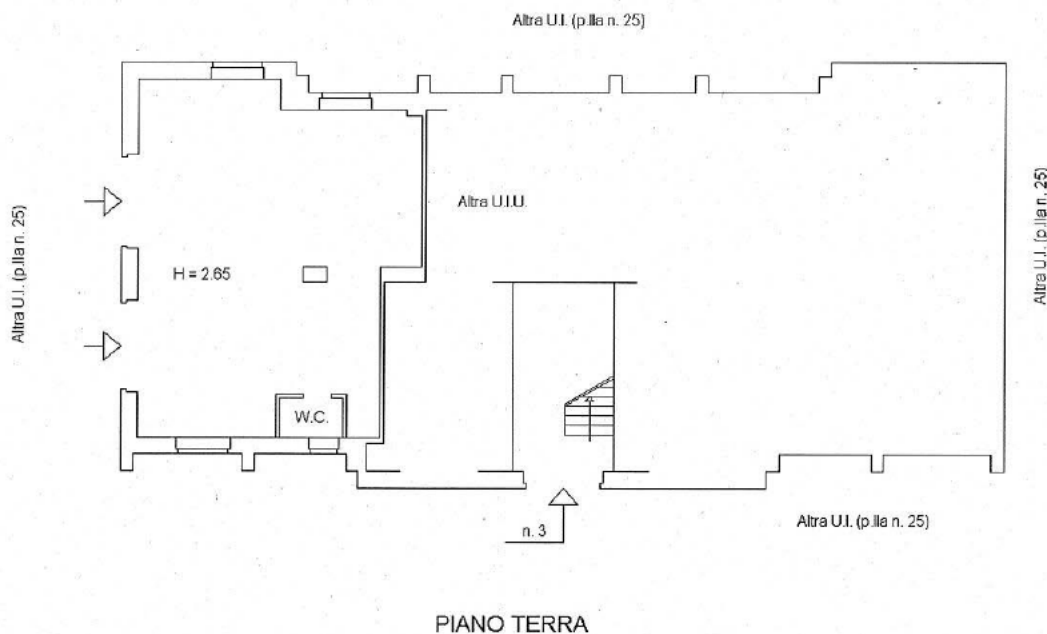 Altra U.I. (p.lla n. 25)
Altra U.I. (p.lla n. 25)
Altra U.I. (p.lla n. 25)
Altra U.I.U.
H = 2.65
W.C.
Altra U.I. (p.lla n. 25)
n. 3
PIANO TERRA